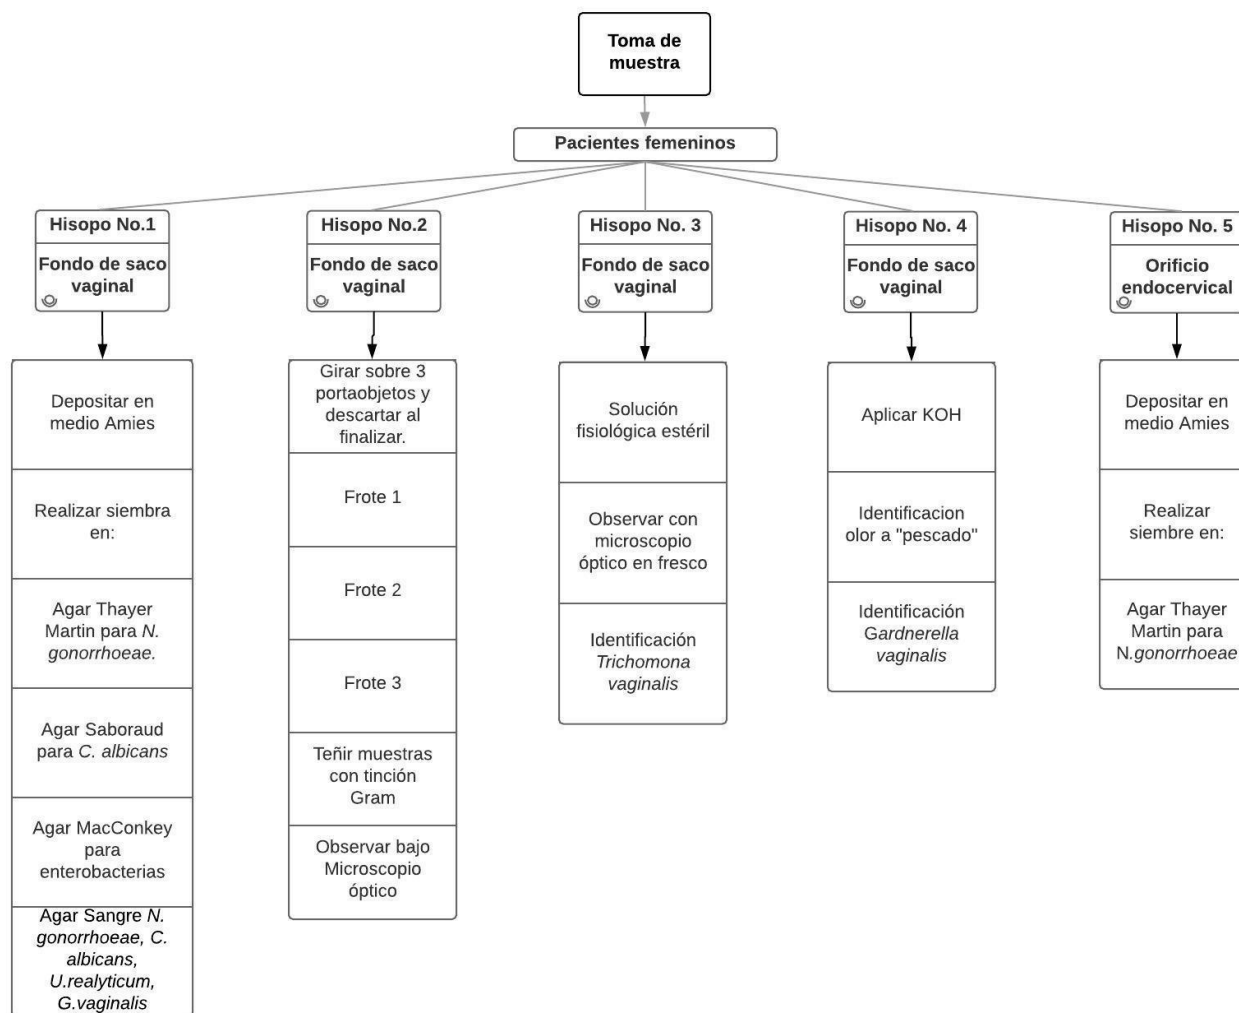 Toma de
muestra
Pacientes femeninos
Hisopo No.1
Fondo de saco
vaginal
Depositar en
medio Amies
Realizar siembra
en:
Agar Thayer
Martin para N.
gonorrhoeae.
Agar Saboraud
para C. albicans
Agar MacConkey
para
enterobacterias
Agar Sangre N.
gonorrhoeae, C.
albicans,
U.realyticum,
G.vaginalis
Hisopo No.2
Fondo de saco
vaginal
Girar sobre 3
portaobjetos y
descartar al
finalizar.
Frote 1
Frote 2
Frote 3
Teñir muestras
con tinción
Gram
Observar bajo
Microscopio
óptico
Hisopo No. 3
Fondo de saco
vaginal
Solución
fisiológica estéril
Observar con
microscopio
óptico en fresco
Identificación
Trichomona
vaginalis
Hisopo No. 4
Fondo de saco
vaginal
Aplicar KOH
Identificacion
olor a "pescado"
Identificación
Gardnerella
vaginalis
Hisopo No. 5
Orificio
endocervical
Depositar en
medio Amies
Realizar
siembre en:
Agar Thayer
Martin para
N.gonorrhoeae